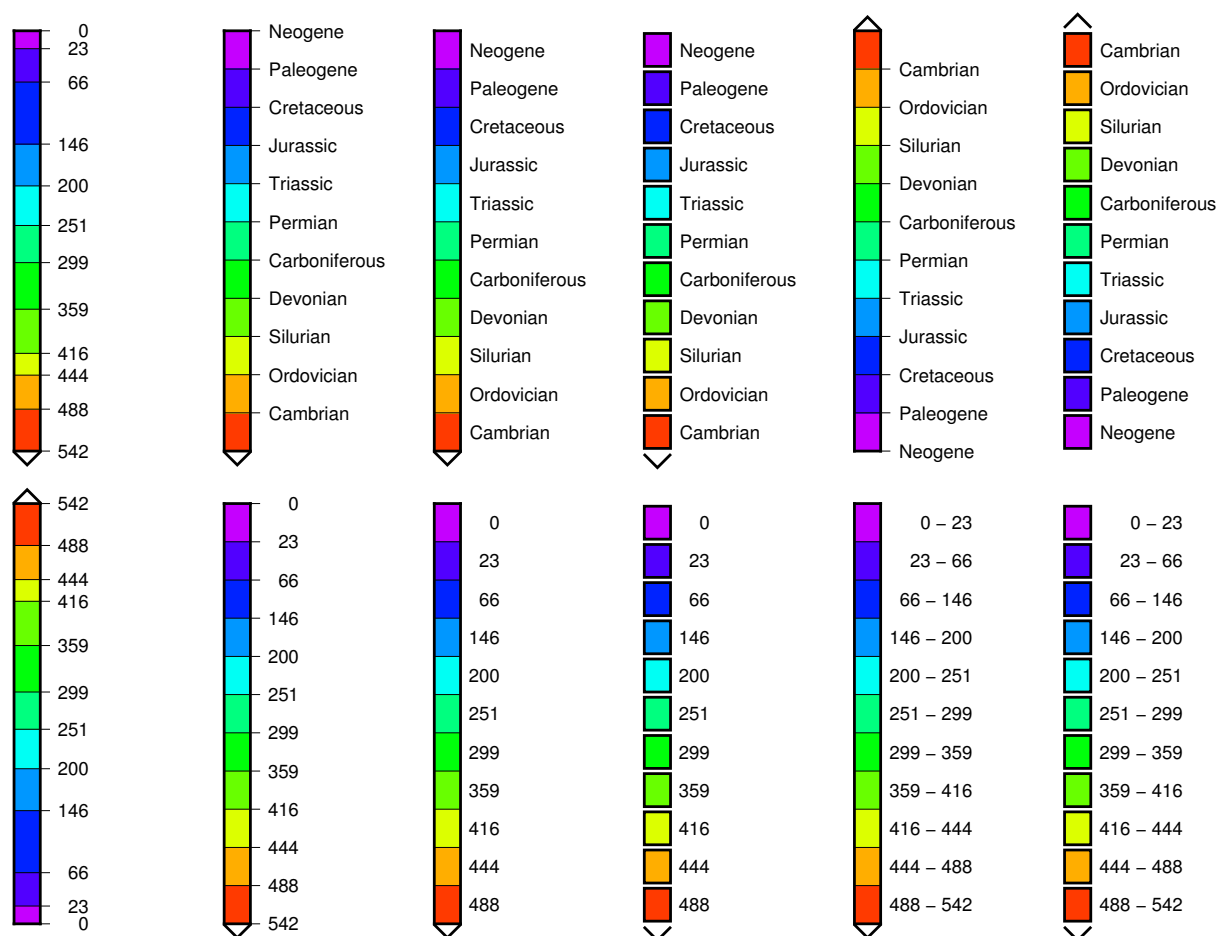 0
23
66
146
200
251
299
359
416
444
488
542
Neogene
Paleogene
Cretaceous
Jurassic
Triassic
Permian
Carboniferous
Devonian
Silurian
Ordovician
Cambrian
Neogene
Paleogene
Cretaceous
Jurassic
Triassic
Permian
Carboniferous
Devonian
Silurian
Ordovician
Cambrian
Neogene
Paleogene
Cretaceous
Jurassic
Triassic
Permian
Carboniferous
Devonian
Silurian
Ordovician
Cambrian
Cambrian
Ordovician
Silurian
Devonian
Carboniferous
Permian
Triassic
Jurassic
Cretaceous
Paleogene
Neogene
Cambrian
Ordovician
Silurian
Devonian
Carboniferous
Permian
Triassic
Jurassic
Cretaceous
Paleogene
Neogene
542
488
444
416
359
299
251
200
146
66
23
0
0
23
66
146
200
251
299
359
416
444
488
542
0
23
66
146
200
251
299
359
416
444
488
0
23
66
146
200
251
299
359
416
444
488
0 − 23
23 − 66
66 − 146
146 − 200
200 − 251
251 − 299
299 − 359
359 − 416
416 − 444
444 − 488
488 − 542
0 − 23
23 − 66
66 − 146
146 − 200
200 − 251
251 − 299
299 − 359
359 − 416
416 − 444
444 − 488
488 − 542